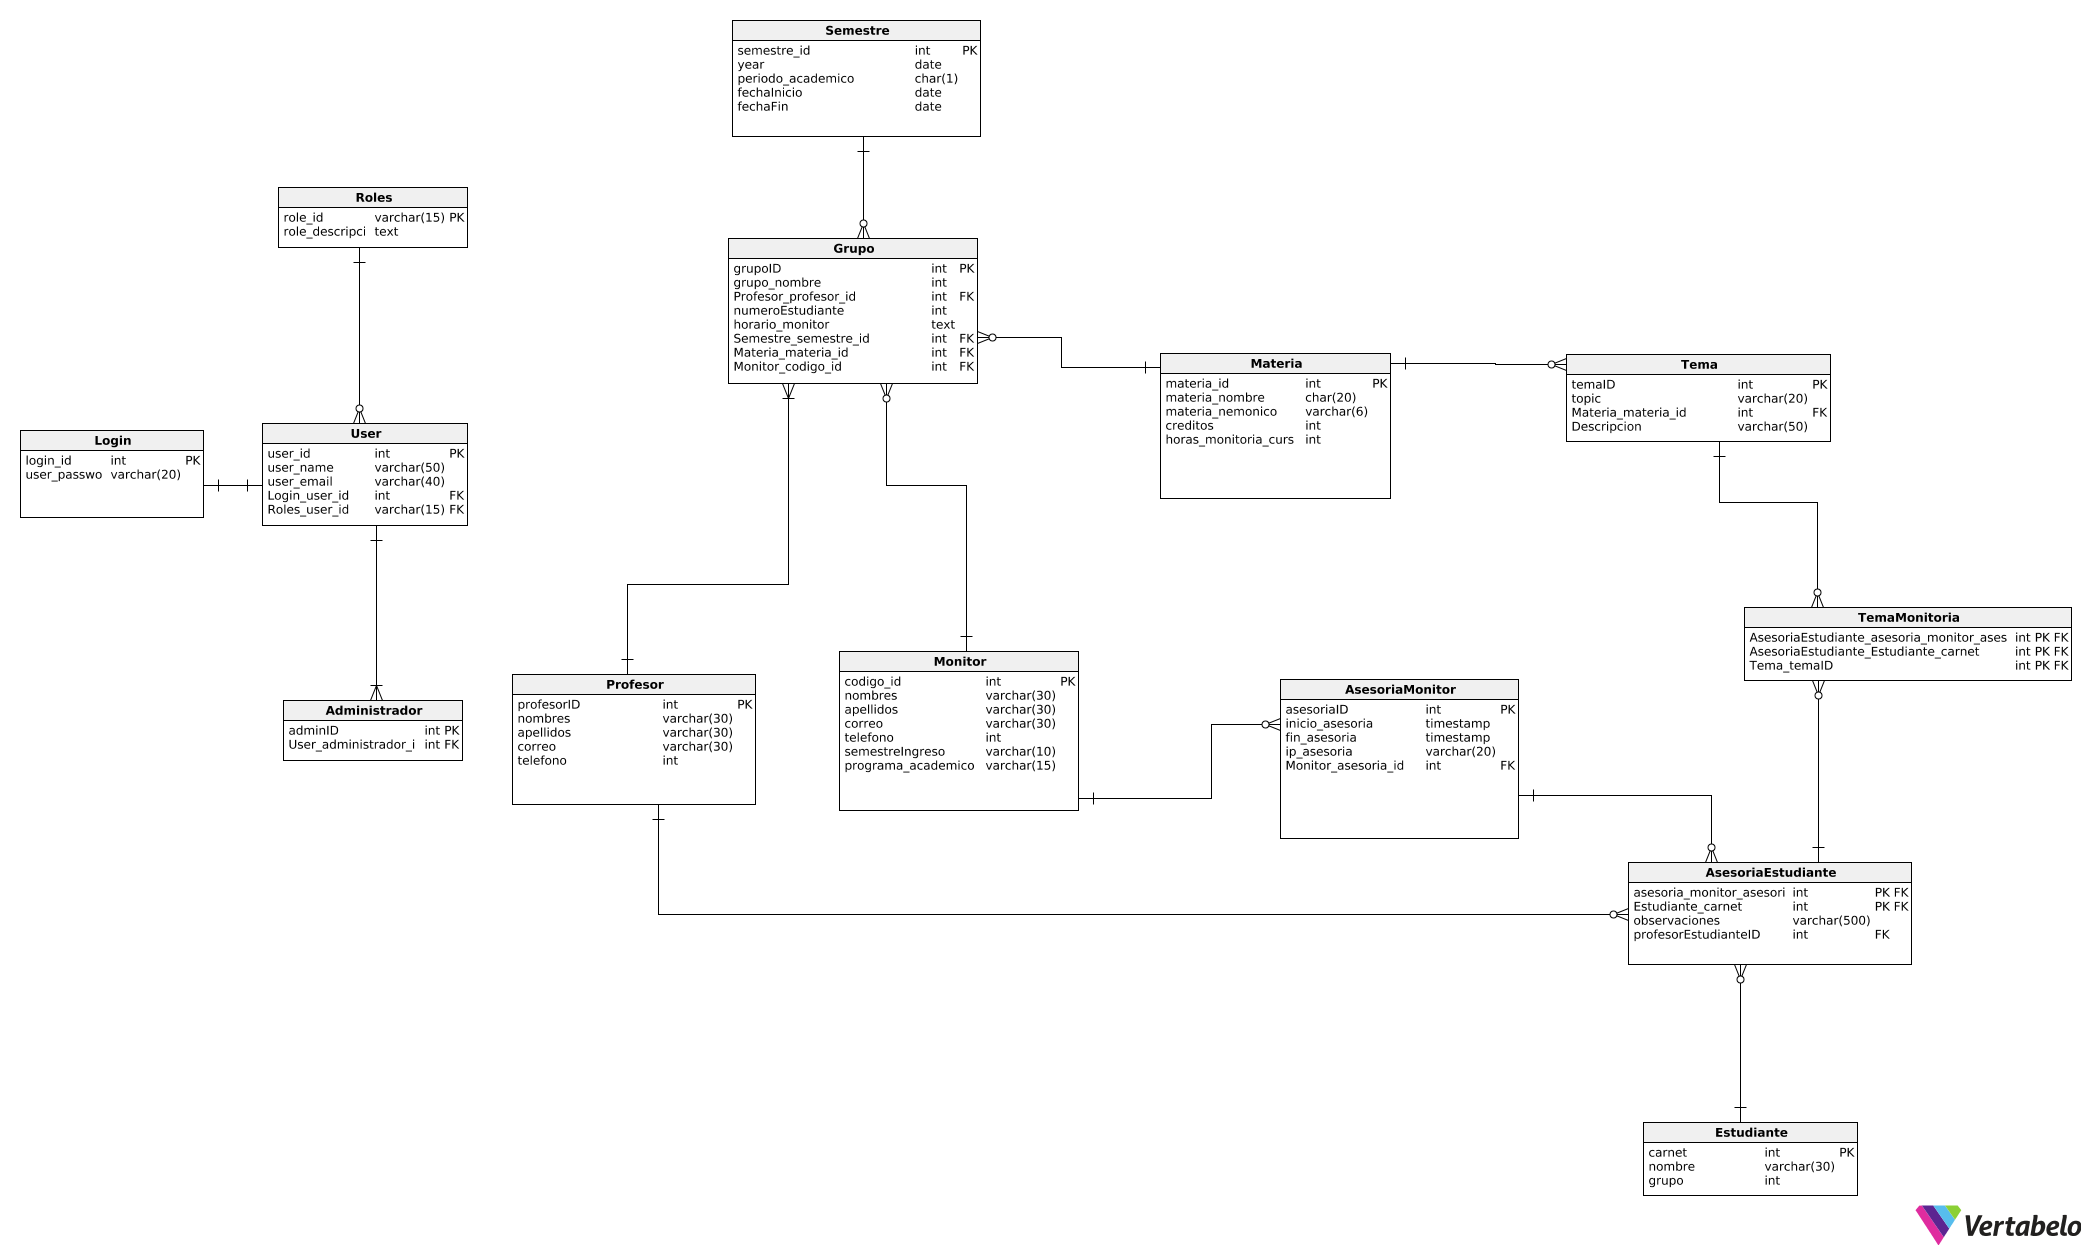 Semestre
semestre_id int PK
year date
periodo_academico char(1)
fechaInicio date
fechaFin date
Roles
role_id varchar(15) PK
role_descripci text
Grupo
grupoID int PK
grupo_nombre int
Profesor_profesor_id int FK
numeroEstudiante int
horario_monitor text
Semestre_semestre_id int FK
Materia_materia_id int FK
Monitor_codigo_id int FK
Materia
materia_id int PK
materia_nombre char(20)
materia_nemonico varchar(6)
creditos int
horas_monitoria_curs int
Tema
temaID int PK
topic varchar(20)
Materia_materia_id int FK
Descripcion varchar(50)
Login
login_id int PK
user_passwo varchar(20)
User
user_id int PK
user_name varchar(50)
user_email varchar(40)
Login_user_id int FK
Roles_user_id varchar(15) FK
TemaMonitoria
AsesoriaEstudiante_asesoria_monitor_ases int PK FK
AsesoriaEstudiante_Estudiante_carnet int PK FK
Tema_temaID int PK FK
Administrador
adminID int PK
User_administrador_i int FK
Profesor
profesorID int PK
nombres varchar(30)
apellidos varchar(30)
correo varchar(30)
telefono int
Monitor
codigo_id int PK
nombres varchar(30)
apellidos varchar(30)
correo varchar(30)
telefono int
semestreIngreso varchar(10)
programa_academico varchar(15)
AsesoriaMonitor
asesoriaID int PK
inicio_asesoria timestamp
fin_asesoria timestamp
ip_asesoria varchar(20)
Monitor_asesoria_id int FK
AsesoriaEstudiante
asesoria_monitor_asesori int PK FK
Estudiante_carnet int PK FK
observaciones varchar(500)
profesorEstudianteID int FK
Estudiante
carnet int PK
nombre varchar(30)
grupo int
Vertabelo